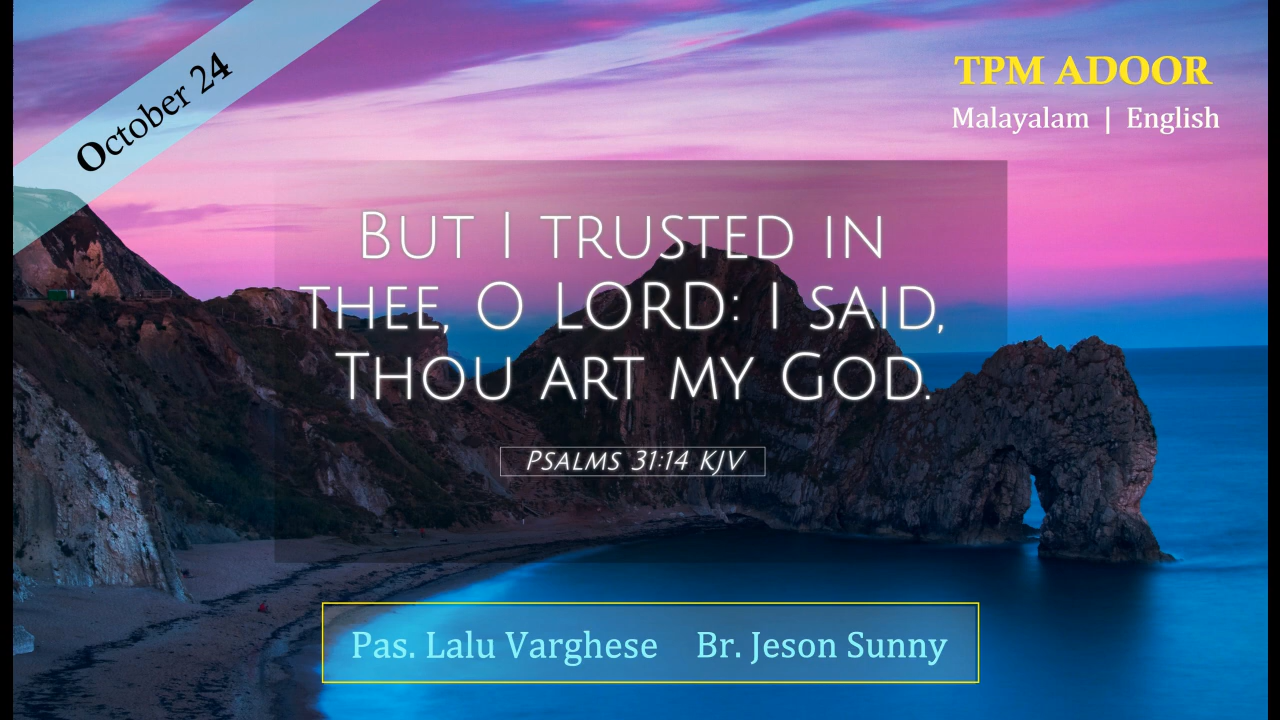 October 24
TPM ADOOR
Malayalam | English
But I trusted in
thee, O LORD: I said,
Thou art my God.
Psalms 31:14 KJV
Pas. Lalu Varghese Br. Jeson Sunny